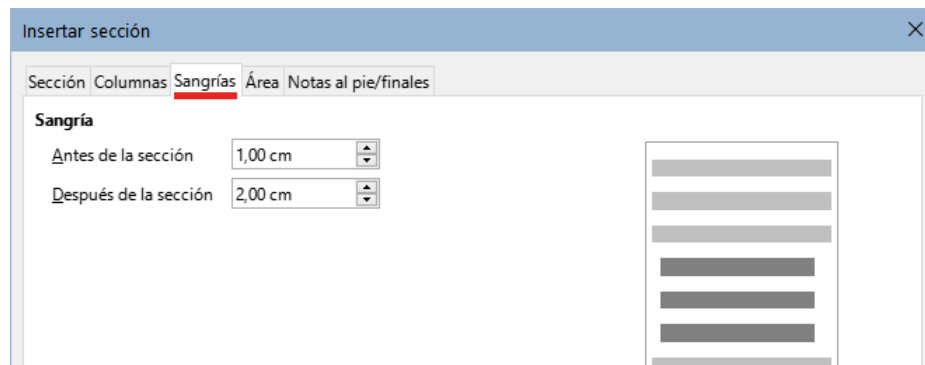 Insertar sección
Sección Columnas Sangrías Área Notas al pie/finales
Sangría
Antes de la sección 1,00 cm
Después de la sección 2,00 cm